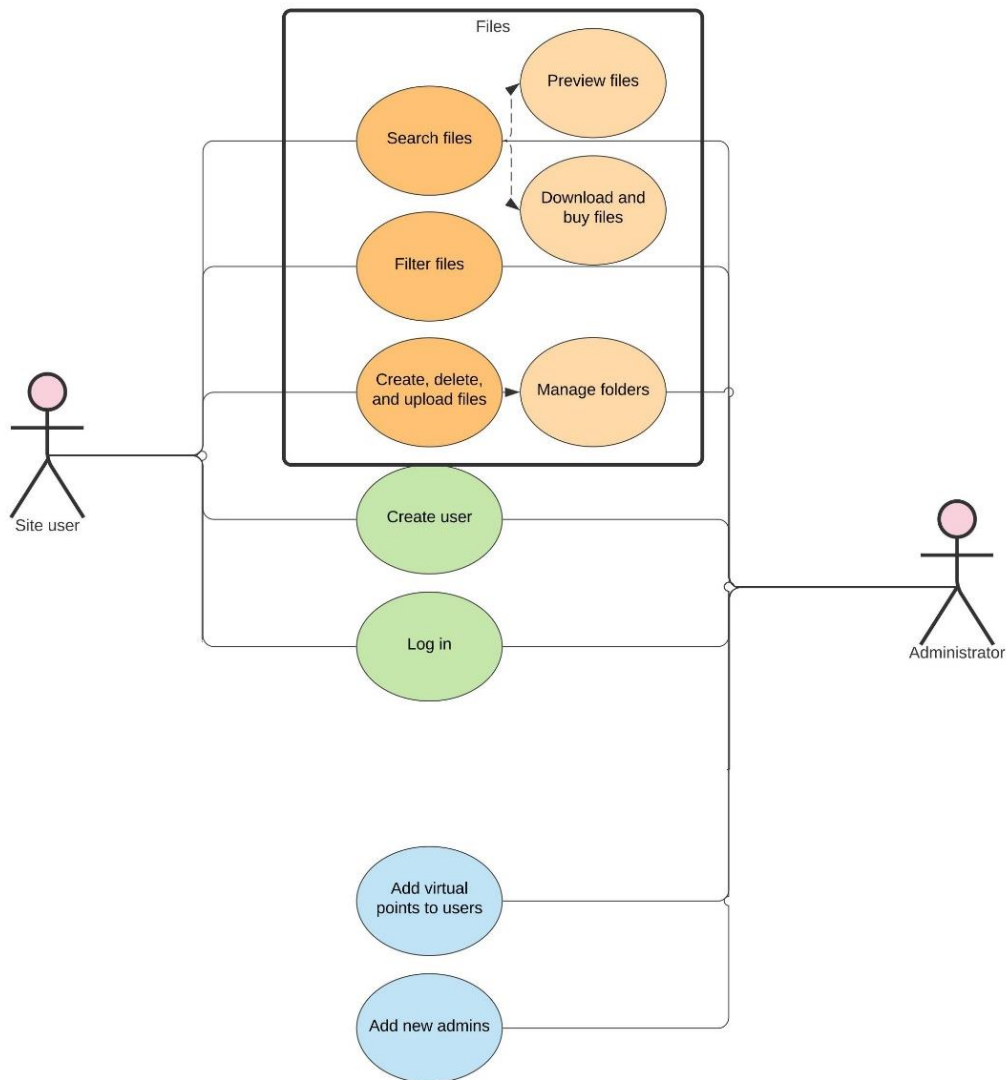 Files
Preview files
Search files
Download and
buy files
Filter files
Create, delete,
and upload files
Manage folders
Site user
Create user
Log in
Administrator
Add virtual
points to users
Add new admins